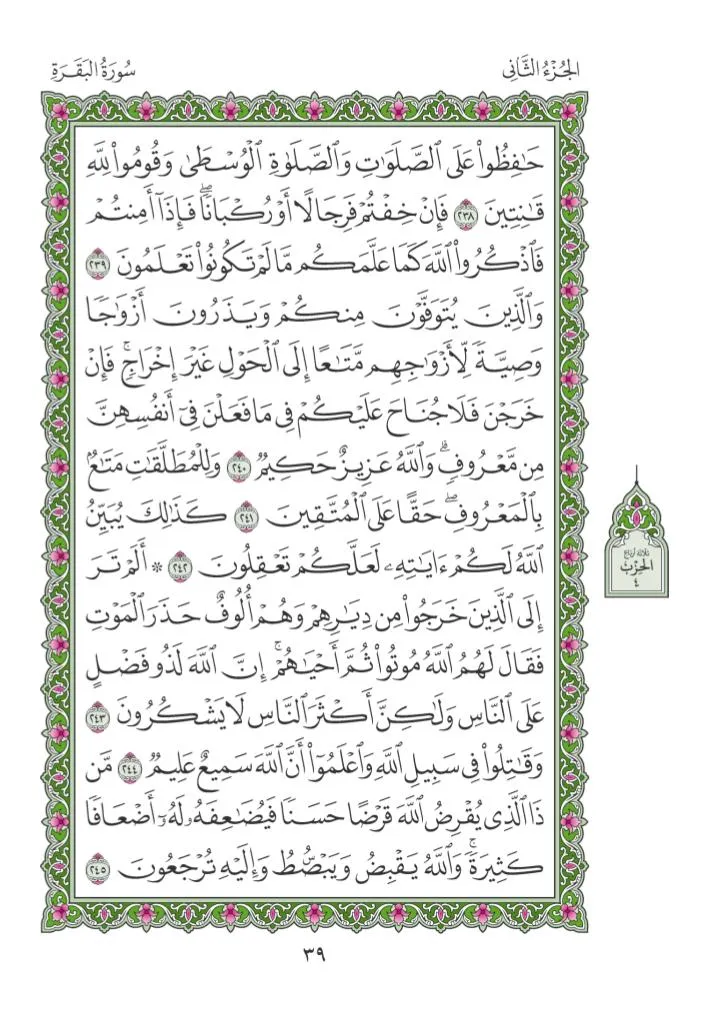 الجُزْءُ الثَّانِي
سُورَةُ البَقَرَةِ
حَٰفِظُوا۟ عَلَى ٱلصَّلَوَٰتِ وَٱلصَّلَوٰةِ ٱلْوُسْطَىٰ وَقُومُوا۟ لِلَّهِ
قَٰنِتِينَ ٢٣٨ فَإِنْ خِفْتُمْ فَرِجَالًا أَوْ رُكْبَانًاۖ فَإِذَآ أَمِنتُمْ
فَٱذْكُرُوا۟ ٱللَّهَ كَمَا عَلَّمَكُم مَّا لَمْ تَكُونُوا۟ تَعْلَمُونَ ٢٣٩
وَٱلَّذِينَ يُتَوَفَّوْنَ مِنكُمْ وَيَذَرُونَ أَزْوَٰجًا
وَصِيَّةً لِّأَزْوَٰجِهِم مَّتَٰعًا إِلَى ٱلْحَوْلِ غَيْرَ إِخْرَاجٍۚ فَإِنْ
خَرَجْنَ فَلَا جُنَاحَ عَلَيْكُمْ فِى مَا فَعَلْنَ فِىٓ أَنفُسِهِنَّ
مِن مَّعْرُوفٍۗ وَٱللَّهُ عَزِيزٌ حَكِيمٌ ٢٤٠ وَلِلْمُطَلَّقَٰتِ مَتَٰعٌۢ
بِٱلْمَعْرُوفِۖ حَقًّا عَلَى ٱلْمُتَّقِينَ ٢٤١ كَذَٰلِكَ يُبَيِّنُ
ٱللَّهُ لَكُمْ ءَايَٰتِهِۦ لَعَلَّكُمْ تَعْقِلُونَ ٢٤٢ ۞ أَلَمْ تَرَ
إِلَى ٱلَّذِينَ خَرَجُوا۟ مِن دِيَٰرِهِمْ وَهُمْ أُلُوفٌ حَذَرَ ٱلْمَوْتِ
فَقَالَ لَهُمُ ٱللَّهُ مُوتُوا۟ ثُمَّ أَحْيَٰهُمْۚ إِنَّ ٱللَّهَ لَذُو فَضْلٍ
عَلَى ٱلنَّاسِ وَلَٰكِنَّ أَكْثَرَ ٱلنَّاسِ لَا يَشْكُرُونَ ٢٤٣
وَقَٰتِلُوا۟ فِى سَبِيلِ ٱللَّهِ وَٱعْلَمُوٓا۟ أَنَّ ٱللَّهَ سَمِيعٌ عَلِيمٌ ٢٤٤ مَّن
ذَا ٱلَّذِى يُقْرِضُ ٱللَّهَ قَرْضًا حَسَنًا فَيُضَٰعِفَهُۥ لَهُۥٓ أَضْعَافًا
كَثِيرَةًۚ وَٱللَّهُ يَقْبِضُ وَيَبْصُۜطُ وَإِلَيْهِ تُرْجَعُونَ ٢٤٥
ثلاثة أرباع
الحِزْب
٤
٣٩